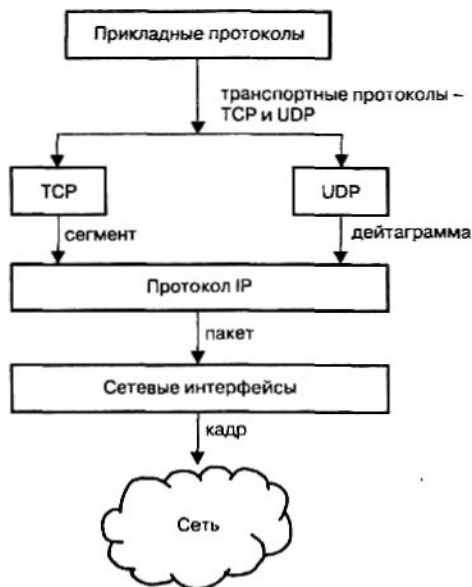 Прикладные протоколы
транспортные протоколы –
TCP и UDP
TCP
UDP
сегмент
дейтаграмма
Протокол IP
пакет
Сетевые интерфейсы
кадр
Сеть